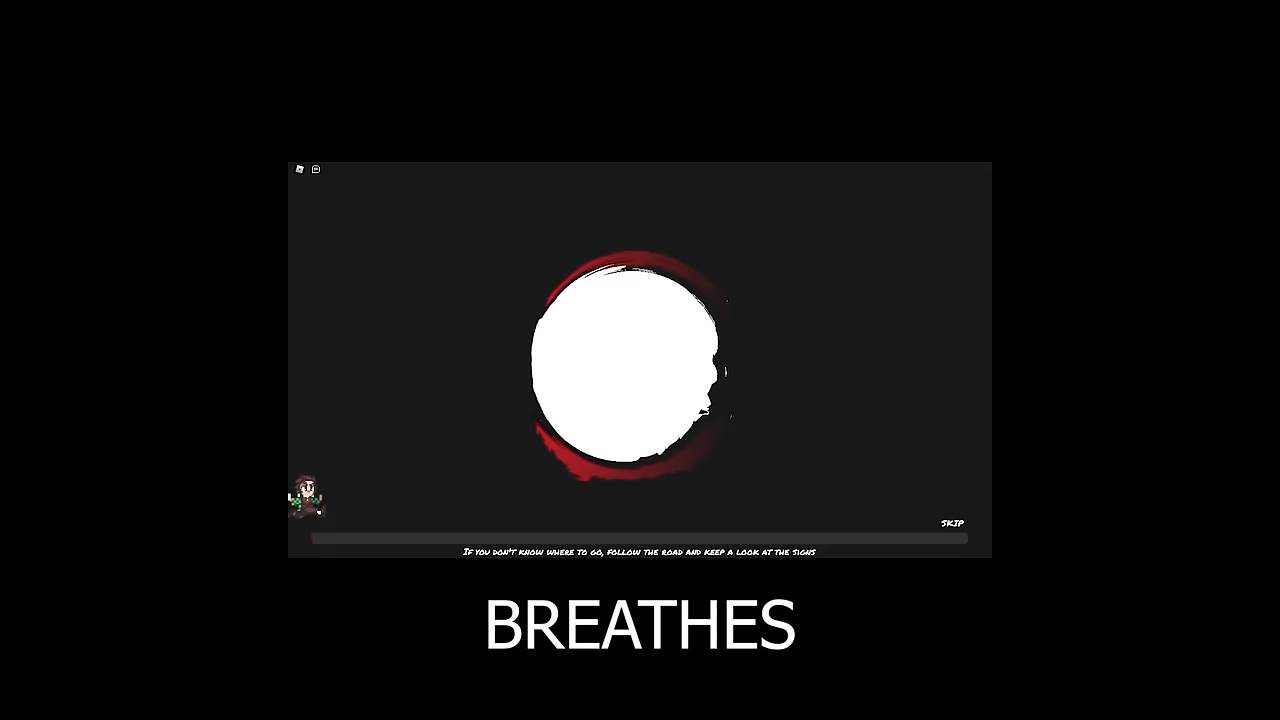 SKIP
IF YOU DON'T KNOW WHERE TO GO, FOLLOW THE ROAD AND KEEP A LOOK AT THE SIGNS
BREATHES